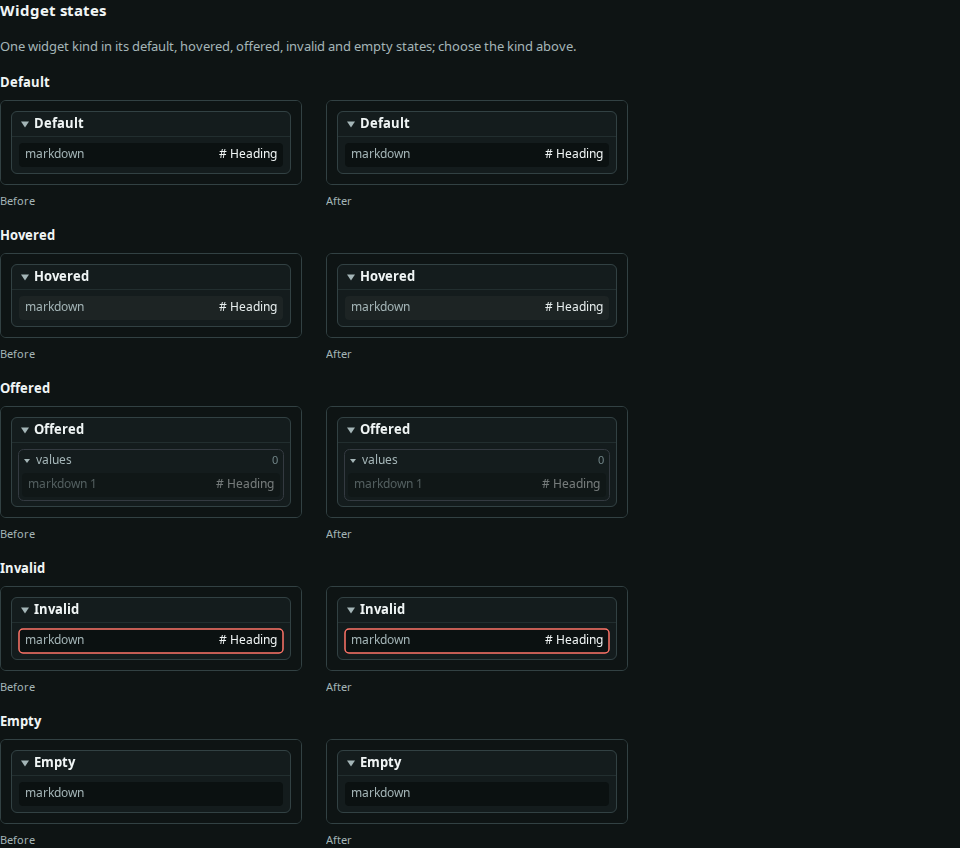 Widget states
One widget kind in its default, hovered, offered, invalid and empty states; choose the kind above.
Default
Default
markdown # Heading
Default
markdown # Heading
Before
After
Hovered
Hovered
markdown # Heading
Hovered
markdown # Heading
Before
After
Offered
Offered
values 0
markdown 1 # Heading
Offered
values 0
markdown 1 # Heading
Before
After
Invalid
Invalid
markdown # Heading
Invalid
markdown # Heading
Before
After
Empty
Empty
markdown
Empty
markdown
Before
After